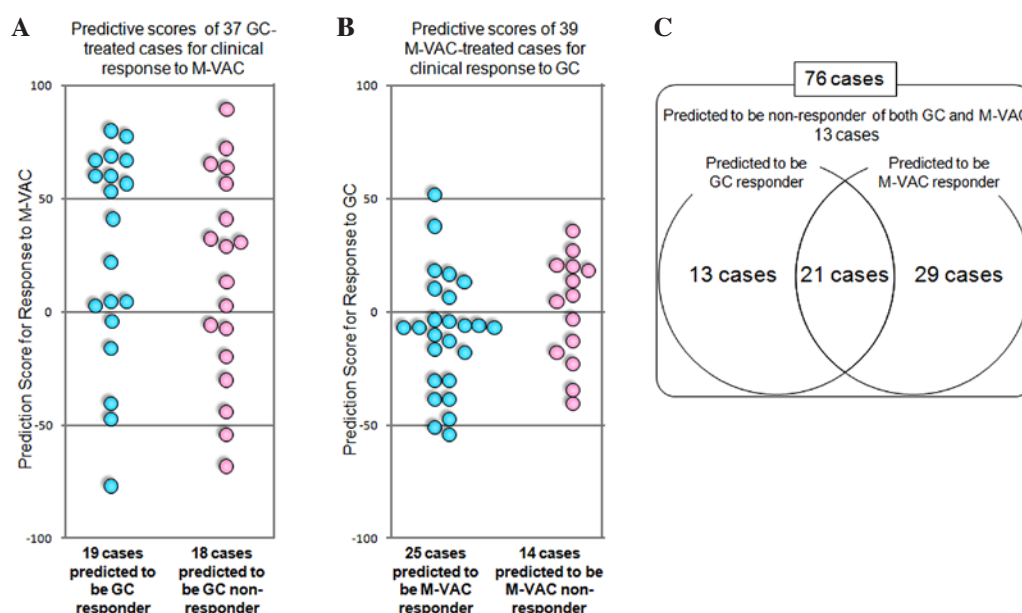 A
Predictive scores of 37 GC-
treated cases for clinical
response to M-VAC
Prediction Score for Response to M-VAC
100
50
0
-50
-100
19 cases
predicted to
be GC
responder
18 cases
predicted to
be GC non-
responder
B
Predictive scores of 39
M-VAC-treated cases for
clinical response to GC
Prediction Score for Response to GC
100
50
0
-50
-100
25 cases
predicted to
be M-VAC
responder
14 cases
predicted to be
M-VAC non-
responder
C
76 cases
Predicted to be non-responder of both GC and M-VAC
13 cases
Predicted to be
GC responder
Predicted to be
M-VAC responder
13 cases
21 cases
29 cases